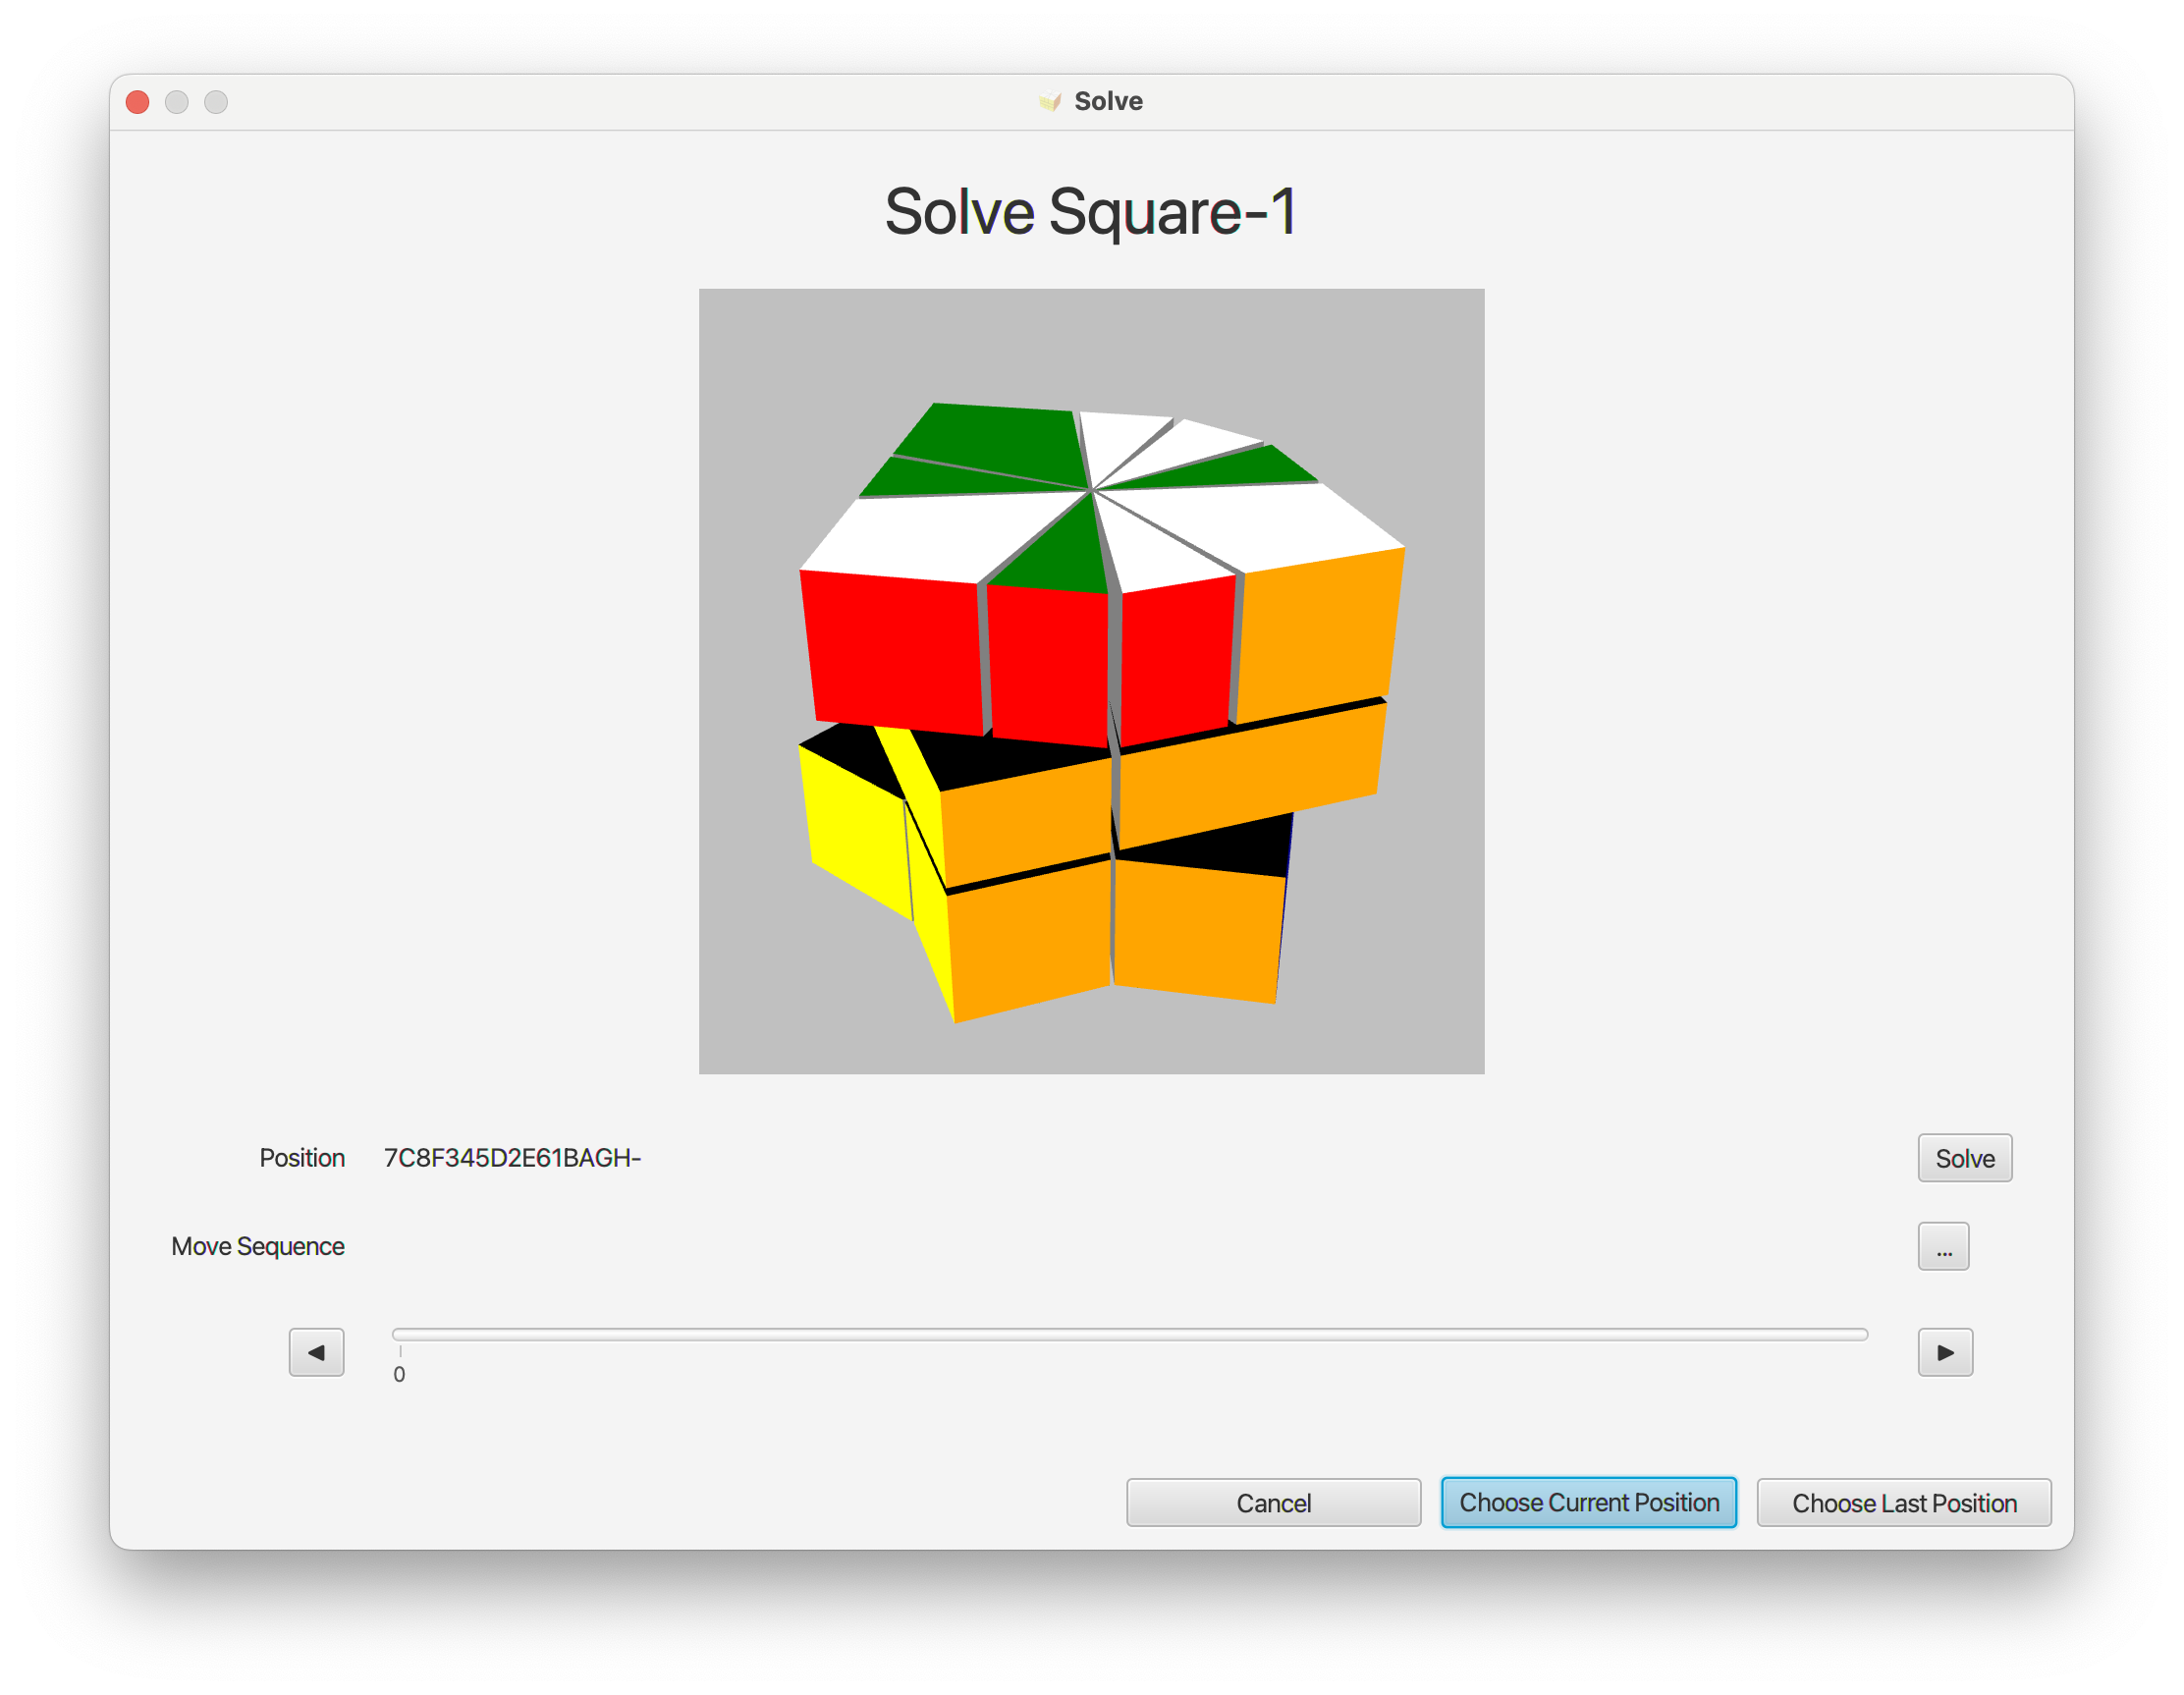 Solve
Solve Square-1
Position 7C8F345D2E61BAGH- Solve
Move Sequence ...
0
Cancel Choose Current Position Choose Last Position